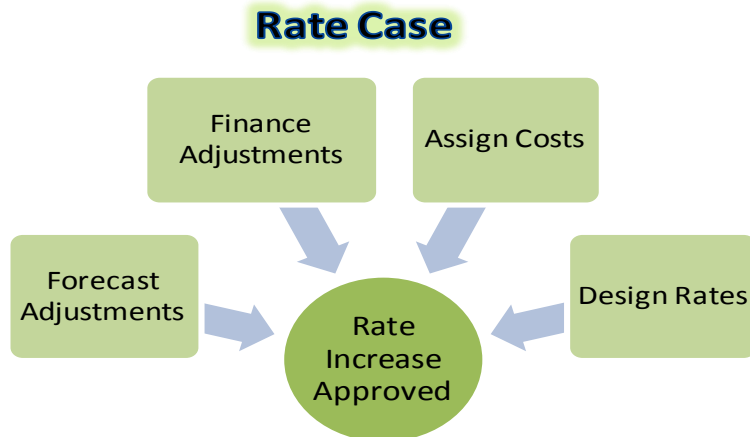 Rate Case
Finance
Adjustments
Assign Costs
Forecast
Adjustments
Design Rates
Rate
Increase
Approved